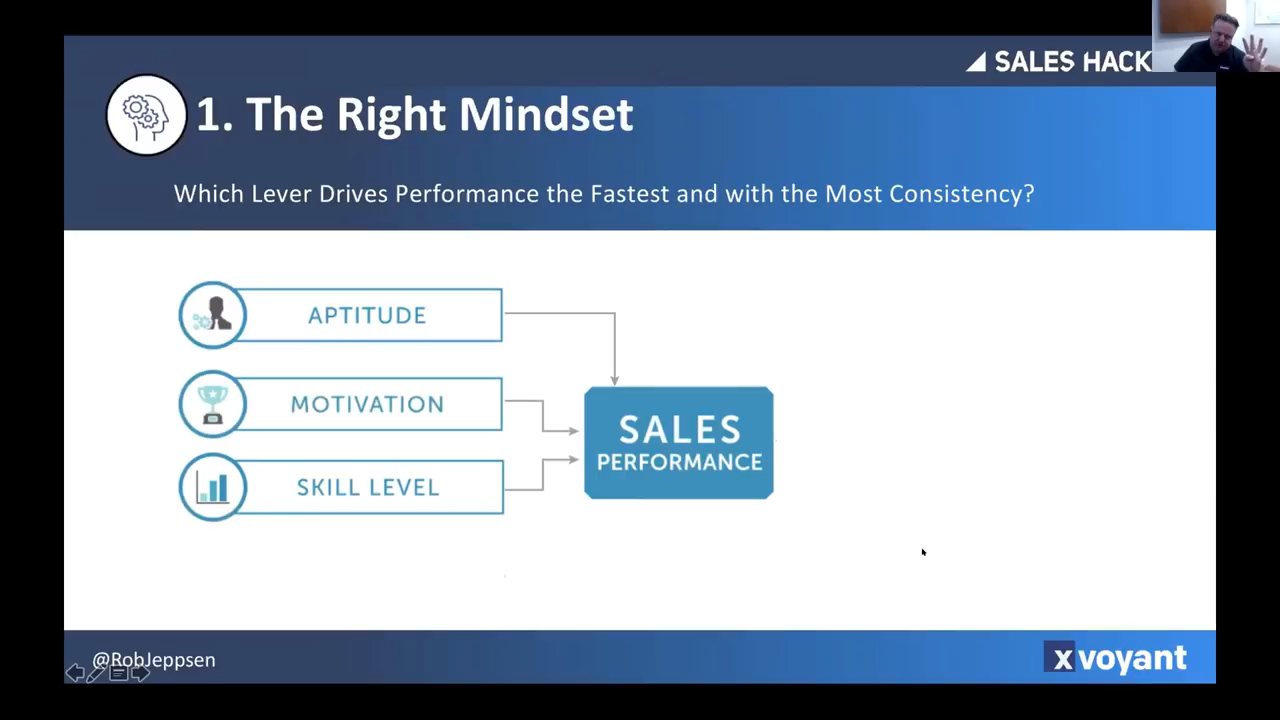 SALES HACK
1. The Right Mindset
Which Lever Drives Performance the Fastest and with the Most Consistency?
APTITUDE
MOTIVATION
SKILL LEVEL
SALES
PERFORMANCE
@RobJeppsen
xvoyant